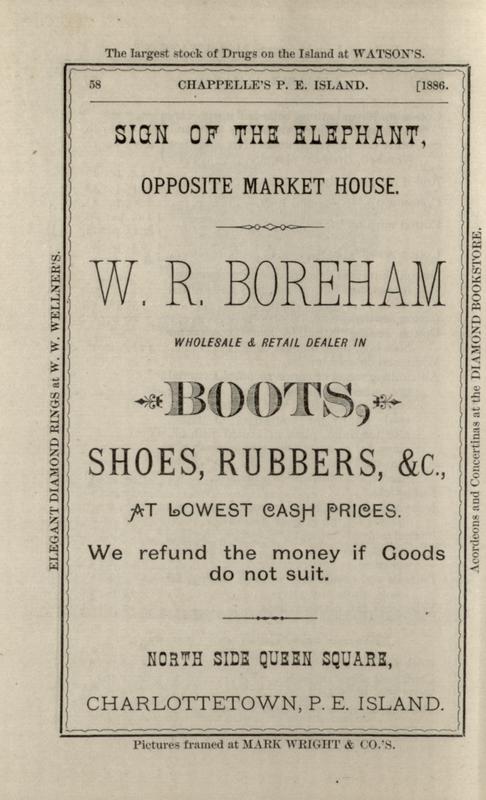 The largest stock of Drugs on the Island at WATSON'S.
58 CHAPPELLE'S P. E. ISLAND. [1886.
SIGN OF THE ELEPHANT,
OPPOSITE MARKET HOUSE.
W. R. BOREHAM
WHOLESALE & RETAIL DEALER IN
BOOTS,
SHOES, RUBBERS, &C.,
AT LOWEST CASH PRICES.
We refund the money if Goods
do not suit.
NORTH SIDE QUEEN SQUARE,
CHARLOTTETOWN, P. E. ISLAND.
Pictures framed at MARK WRIGHT & CO.'S.
ELEGANT DIAMOND RINGS at W. W. WELLNER'S.
Acordeons and Concertinas at the DIAMOND BOOKSTORE.